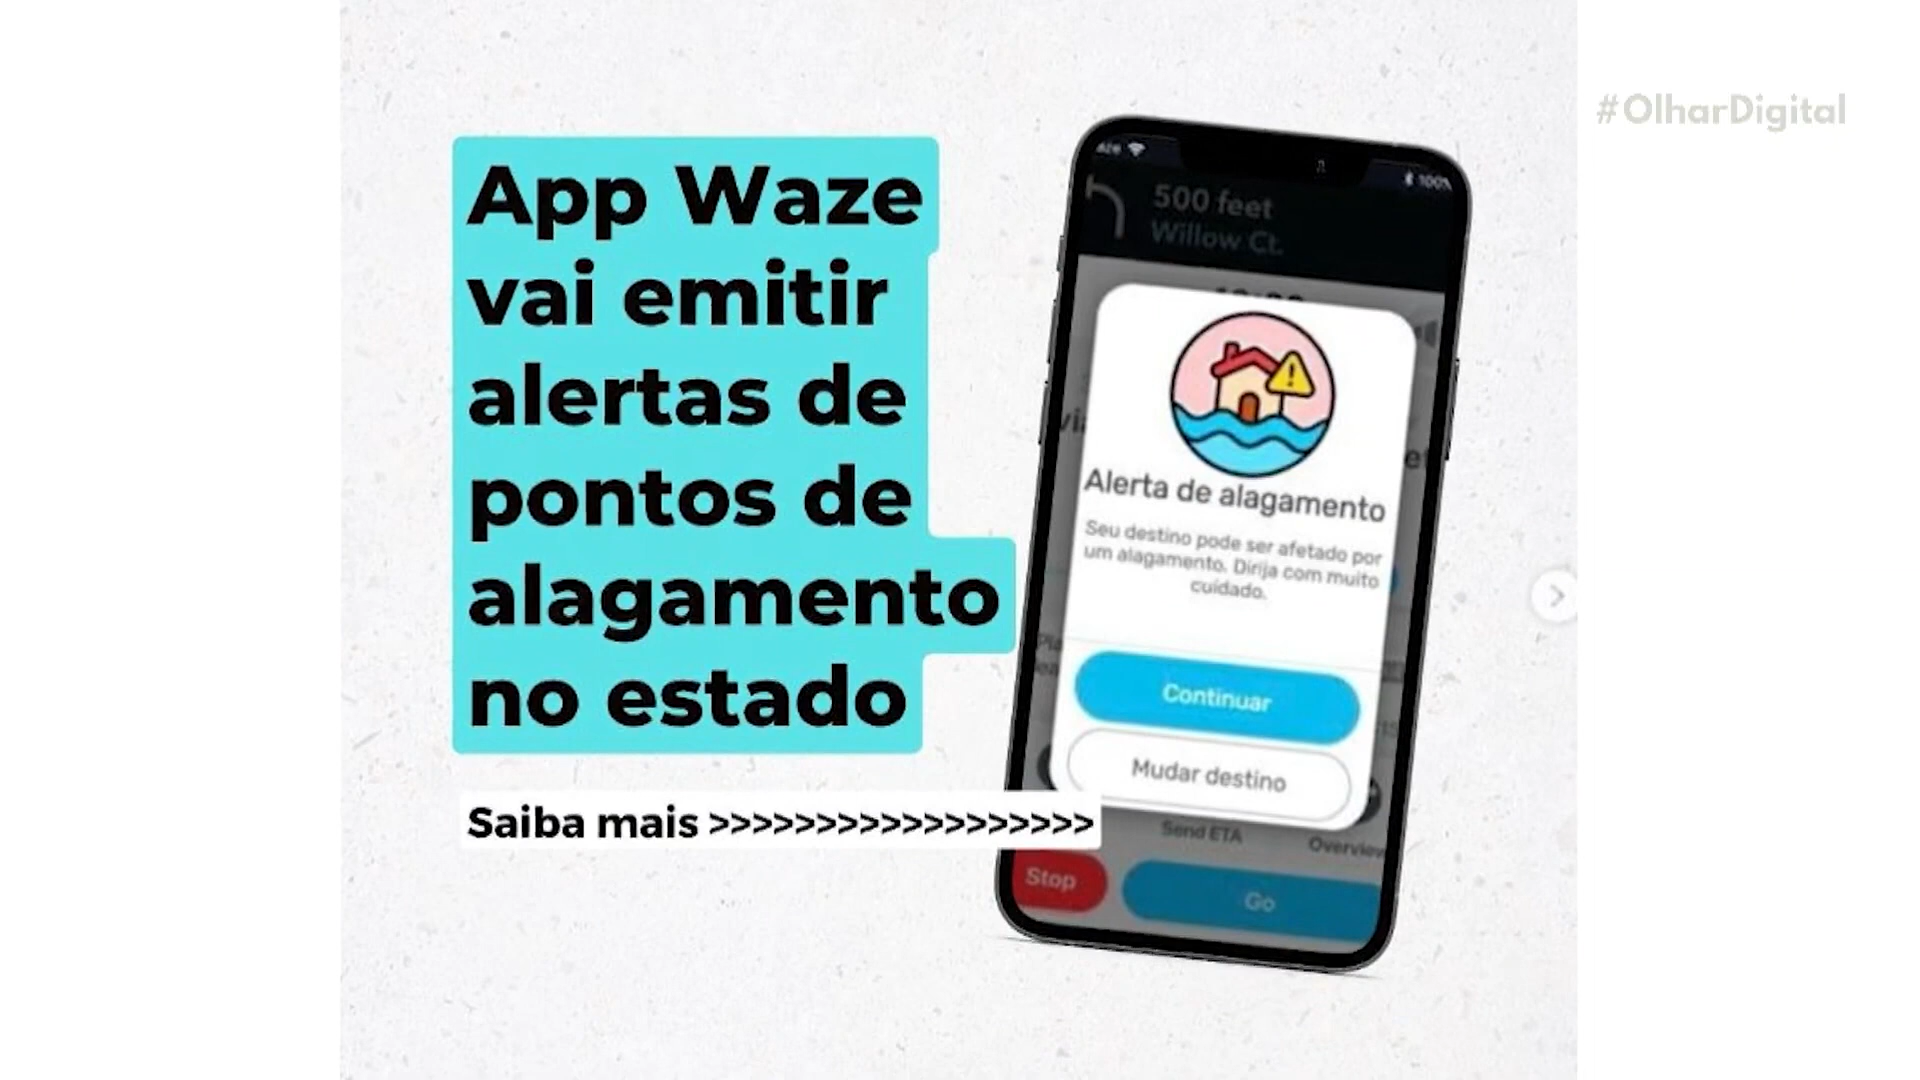 #OlharDigital
App Waze
vai emitir
alertas de
pontos de
alagamento
no estado
Saiba mais >>>>>>>>>>>>>>>>>>
100%
500 feet
Willow Ct.
Alerta de alagamento
Seu destino pode ser afetado por
um alagamento. Dirija com muito
cuidado.
Continuar
Mudar destino
Send ETA
Overview
Stop
Go